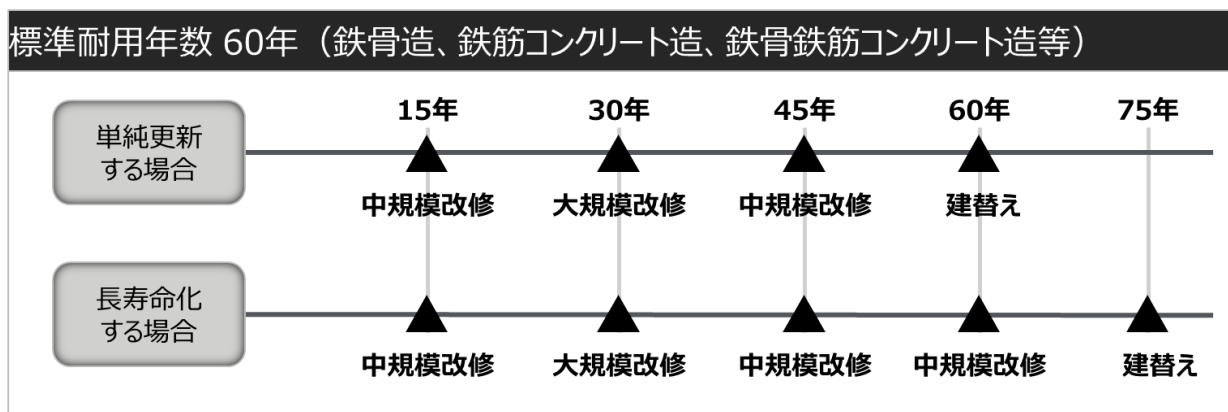 標準耐用年数 60年（鉄骨造、鉄筋コンクリート造、鉄骨鉄筋コンクリート造等）
15年 30年 45年 60年 75年
単純更新
する場合
中規模改修 大規模改修 中規模改修 建替え
長寿命化
する場合
中規模改修 大規模改修 中規模改修 中規模改修 建替え